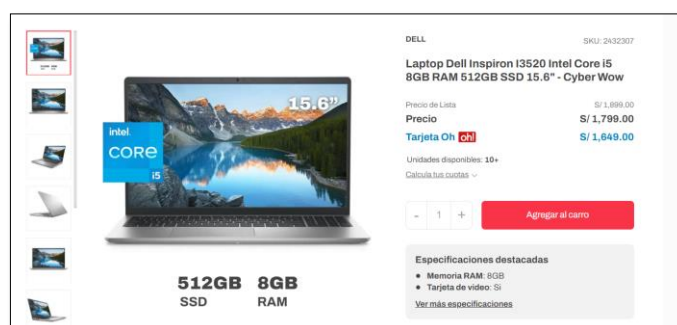 DELL
SKU: 2432307
Laptop Dell Inspiron I3520 Intel Core i5
8GB RAM 512GB SSD 15.6" - Cyber Wow
Precio de Lista
S/ 1,899.00
Precio
S/ 1,799.00
Tarjeta Oh oh!
S/ 1,649.00
Unidades disponibles: 10+
Calcula tus cuotas
- 1 +
Agregar al carro
Especificaciones destacadas
• Memoria RAM: 8GB
• Tarjeta de video: Si
Ver más especificaciones
15.6"
intel.
CORE
i5
512GB 8GB
SSD RAM